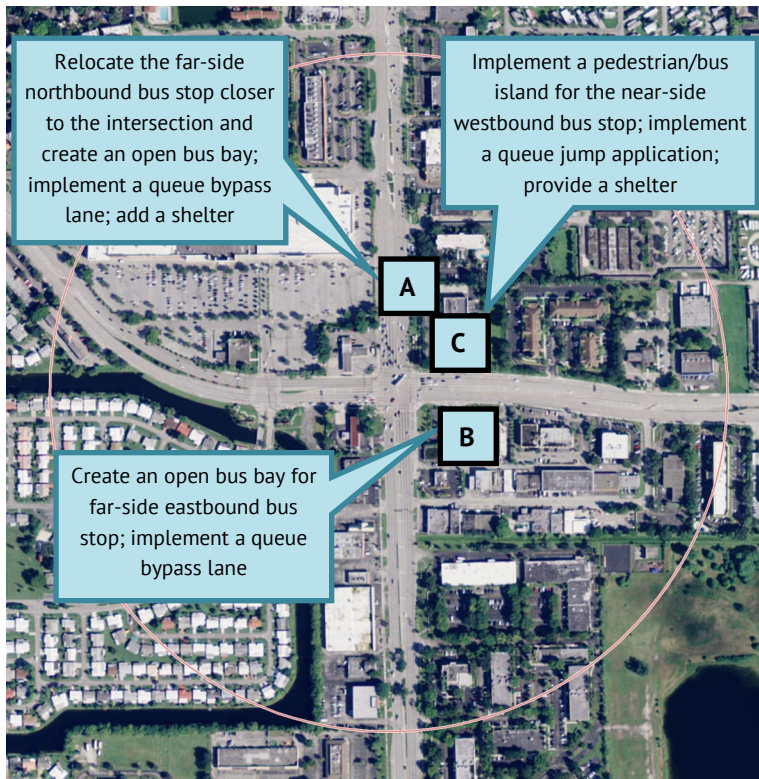 Relocate the far-side
northbound bus stop closer
to the intersection and
create an open bus bay;
implement a queue bypass
lane; add a shelter
Implement a pedestrian/bus
island for the near-side
westbound bus stop; implement
a queue jump application;
provide a shelter
A
C
B
Create an open bus bay for
far-side eastbound bus
stop; implement a queue
bypass lane